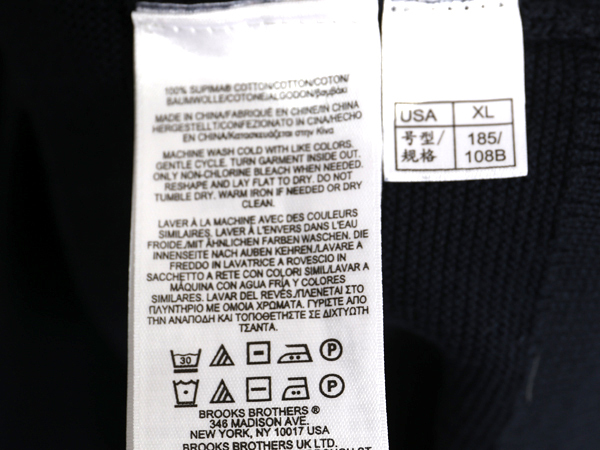 100% SUPIMA® COTTON/COTTON/COTON/
BAUMWOLLE/COTONE/ALGODON/βαμβάκι
MADE IN CHINA/FABRIQUÉ EN CHINE/IN CHINA
HERGESTELLT/CONFEZIONATO IN CINA/HECHO
EN CHINA/Κατασκευάζεται στην Κίνα
MACHINE WASH COLD WITH LIKE COLORS.
GENTLE CYCLE. TURN GARMENT INSIDE OUT.
ONLY NON-CHLORINE BLEACH WHEN NEEDED.
RESHAPE AND LAY FLAT TO DRY. DO NOT
TUMBLE DRY. WARM IRON IF NEEDED OR DRY
CLEAN.
LAVER À LA MACHINE AVEC DES COULEURS
SIMILAIRES. LAVER À L'ENVERS DANS L'EAU
FROIDE./MIT ÄHNLICHEN FARBEN WASCHEN. DIE
INNENSEITE NACH AUßEN KEHREN/LAVARE A
FREDDO IN LAVATRICE A ROVESCIO IN
SACCHETTO A RETE CON COLORI SIMIL/LAVAR A
MÁQUINA CON AGUA FRÍA Y COLORES
SIMILARES. LAVAR DEL REVÉS/ΠΛΕΝΕΤΑΙ ΣΤΟ
ΠΛΥΝΤΗΡΙΟ ΜΕ ΟΜΟΙΑ ΧΡΩΜΑΤΑ. ΓΥΡΙΣΤΕ ΑΠΟ
ΤΗΝ ΑΝΑΠΟΔΗ ΚΑΙ ΤΟΠΟΘΕΤΗΣΤΕ ΣΕ ΔΙΧΤΥΩΤΗ
ΤΣΑΝΤΑ.
30 P
P
BROOKS BROTHERS ®
346 MADISON AVE.
NEW YORK, NY 10017 USA
BROOKS BROTHERS UK LTD.
USA XL
号型/ 185/
规格 108B